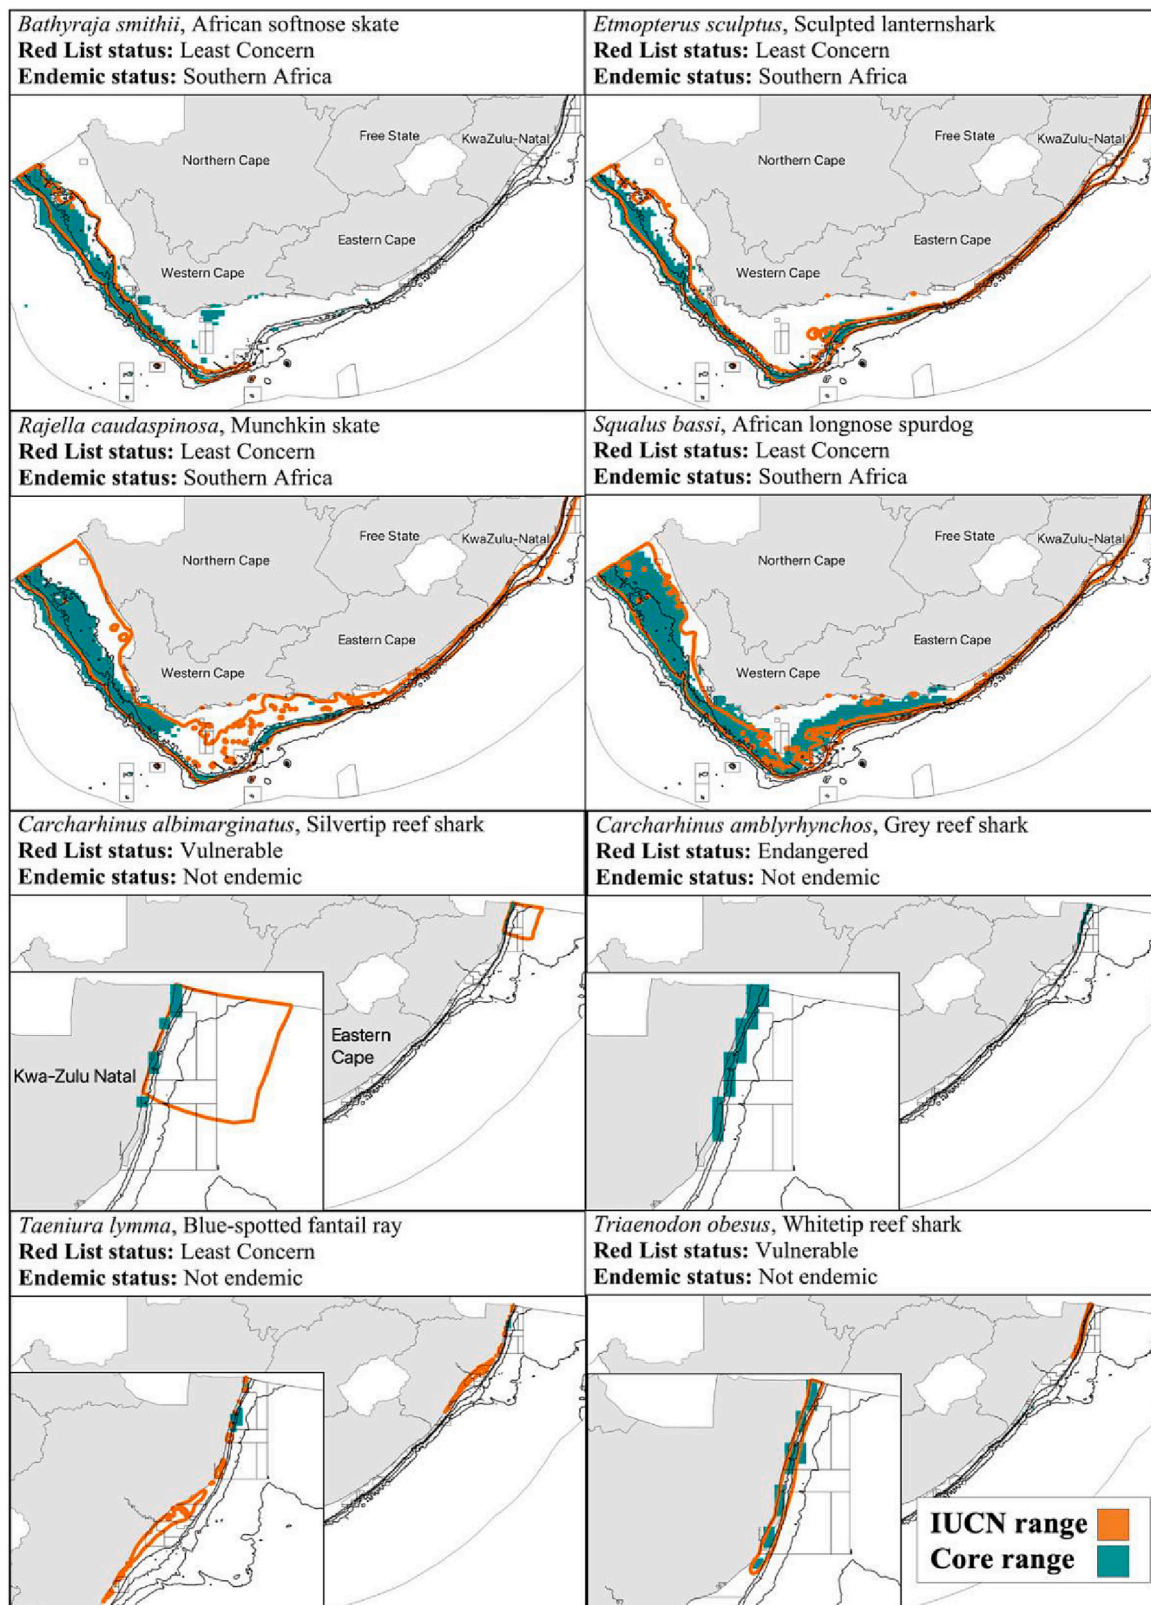 Bathyraja smithii, African softnose skate
Red List status: Least Concern
Endemic status: Southern Africa
Free State
KwaZulu-Natal
Northern Cape
Eastern Cape
Western Cape
Etmopterus sculptus, Sculpted lanternshark
Red List status: Least Concern
Endemic status: Southern Africa
Free State
KwaZulu-Natal
Northern Cape
Eastern Cape
Western Cape
Rajella caudaspinosa, Munchkin skate
Red List status: Least Concern
Endemic status: Southern Africa
Free State
KwaZulu-Natal
Northern Cape
Eastern Cape
Western Cape
Squalus bassi, African longnose spurdog
Red List status: Least Concern
Endemic status: Southern Africa
Free State
KwaZulu-Natal
Northern Cape
Eastern Cape
Western Cape
Carcharhinus albimarginatus, Silvertip reef shark
Red List status: Vulnerable
Endemic status: Not endemic
Eastern
Cape
Kwa-Zulu Natal
Carcharhinus amblyrhynchos, Grey reef shark
Red List status: Endangered
Endemic status: Not endemic
Taeniura lymma, Blue-spotted fantail ray
Red List status: Least Concern
Endemic status: Not endemic
Triaenodon obesus, Whitetip reef shark
Red List status: Vulnerable
Endemic status: Not endemic
IUCN range
Core range